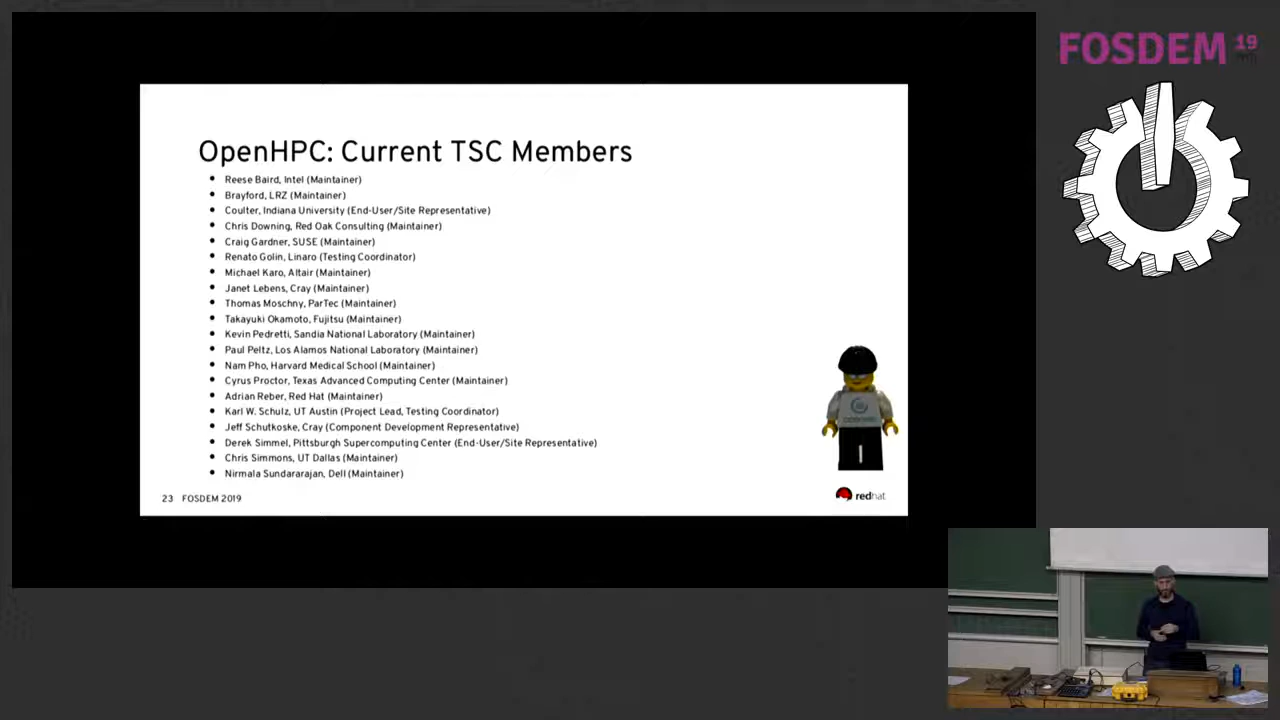 FOSDEM 19
OpenHPC: Current TSC Members
• Reese Baird, Intel (Maintainer)
• Brayford, LRZ (Maintainer)
• Coulter, Indiana University (End-User/Site Representative)
• Chris Downing, Red Oak Consulting (Maintainer)
• Craig Gardner, SUSE (Maintainer)
• Renato Golin, Linaro (Testing Coordinator)
• Michael Karo, Altair (Maintainer)
• Janet Lebens, Cray (Maintainer)
• Thomas Moschny, ParTec (Maintainer)
• Takayuki Okamoto, Fujitsu (Maintainer)
• Kevin Pedretti, Sandia National Laboratory (Maintainer)
• Paul Peltz, Los Alamos National Laboratory (Maintainer)
• Nam Pho, Harvard Medical School (Maintainer)
• Cyrus Proctor, Texas Advanced Computing Center (Maintainer)
• Adrian Reber, Red Hat (Maintainer)
• Karl W. Schulz, UT Austin (Project Lead, Testing Coordinator)
• Jeff Schutkoske, Cray (Component Development Representative)
• Derek Simmel, Pittsburgh Supercomputing Center (End-User/Site Representative)
• Chris Simmons, UT Dallas (Maintainer)
• Nirmala Sundararajan, Dell (Maintainer)
23 FOSDEM 2019
redhat